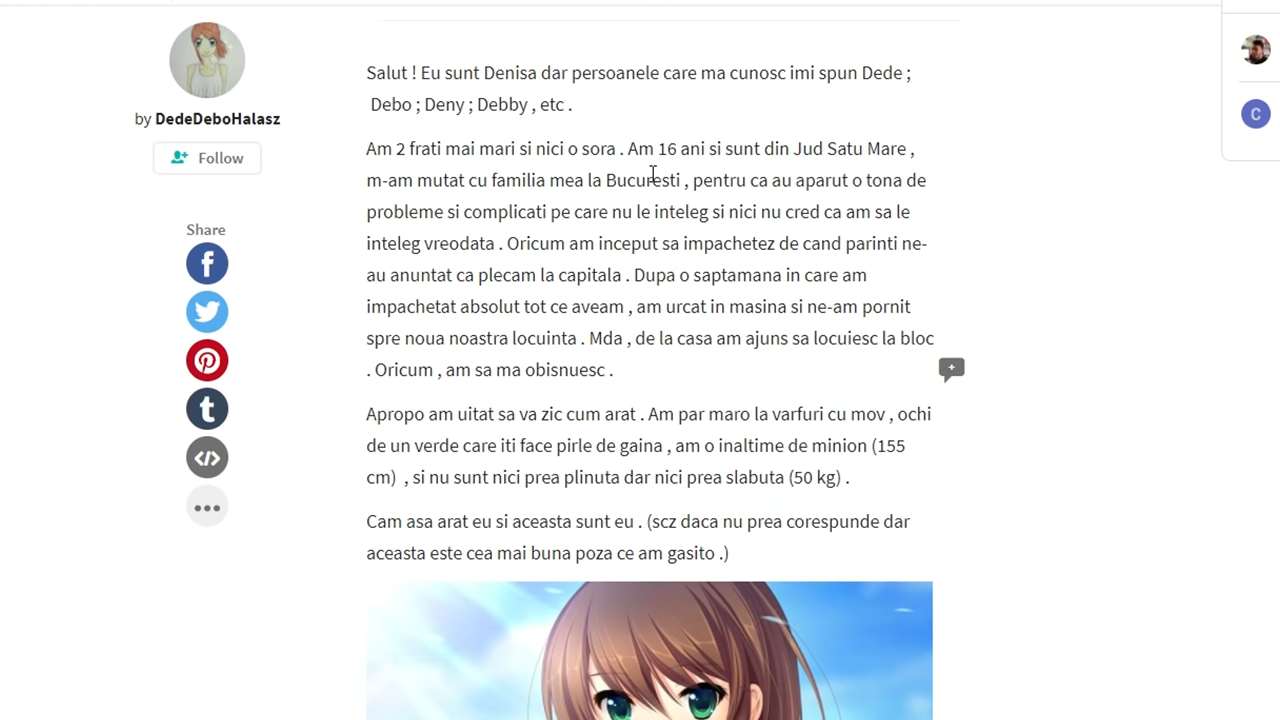 Salut ! Eu sunt Denisa dar persoanele care ma cunosc imi spun Dede ;
Debo ; Deny ; Debby , etc .
by DedeDeboHalasz
Follow
Am 2 frati mai mari si nici o sora . Am 16 ani si sunt din Jud Satu Mare ,
m-am mutat cu familia mea la Bucuresti , pentru ca au aparut o tona de
probleme si complicati pe care nu le inteleg si nici nu cred ca am sa le
inteleg vreodata . Oricum am inceput sa impachetez de cand parinti ne-
au anuntat ca plecam la capitala . Dupa o saptamana in care am
impachetat absolut tot ce aveam , am urcat in masina si ne-am pornit
spre noua noastra locuinta . Mda , de la casa am ajuns sa locuiesc la bloc
. Oricum , am sa ma obisnuesc .
Share
Apropo am uitat sa va zic cum arat . Am par maro la varfuri cu mov , ochi
de un verde care iti face pirle de gaina , am o inaltime de minion (155
cm) , si nu sunt nici prea plinuta dar nici prea slabuta (50 kg) .
Cam asa arat eu si aceasta sunt eu . (scz daca nu prea corespunde dar
aceasta este cea mai buna poza ce am gasito .)
C